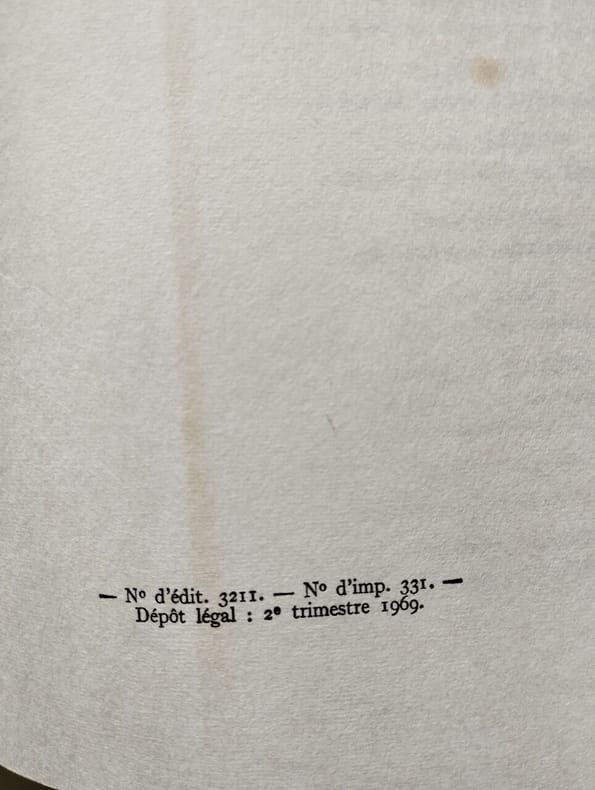 — Nº d'édit. 3211. — Nº d'imp. 331. —
Dépôt légal : 2e trimestre 1969.